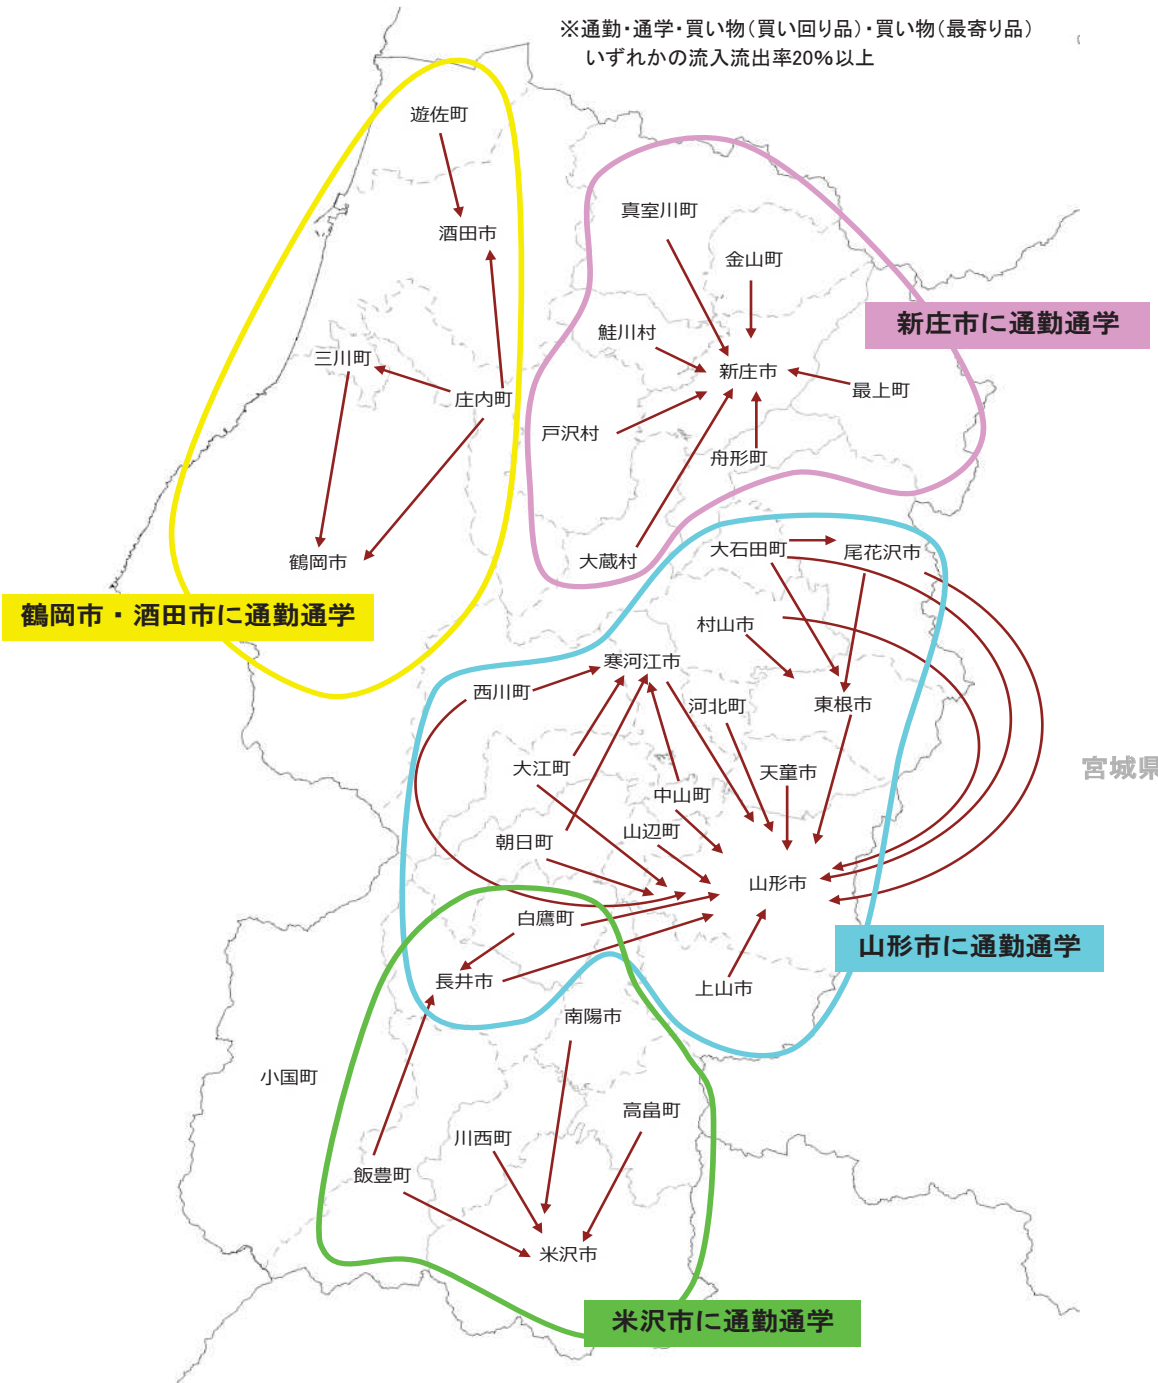 ※通勤・通学・買い物（買い回り品）・買い物（最寄り品）
いずれかの流入流出率20%以上
遊佐町
酒田市
三川町
庄内町
鶴岡市
鶴岡市・酒田市に通勤通学
真室川町
金山町
鮭川村
新庄市
最上町
戸沢村
舟形町
大蔵村
新庄市に通勤通学
大石田町
尾花沢市
村山市
寒河江市
西川町
河北町
東根市
大江町
天童市
中山町
朝日町
山辺町
山形市
白鷹町
長井市
上山市
山形市に通勤通学
宮城県
南陽市
小国町
高畠町
川西町
飯豊町
米沢市
米沢市に通勤通学